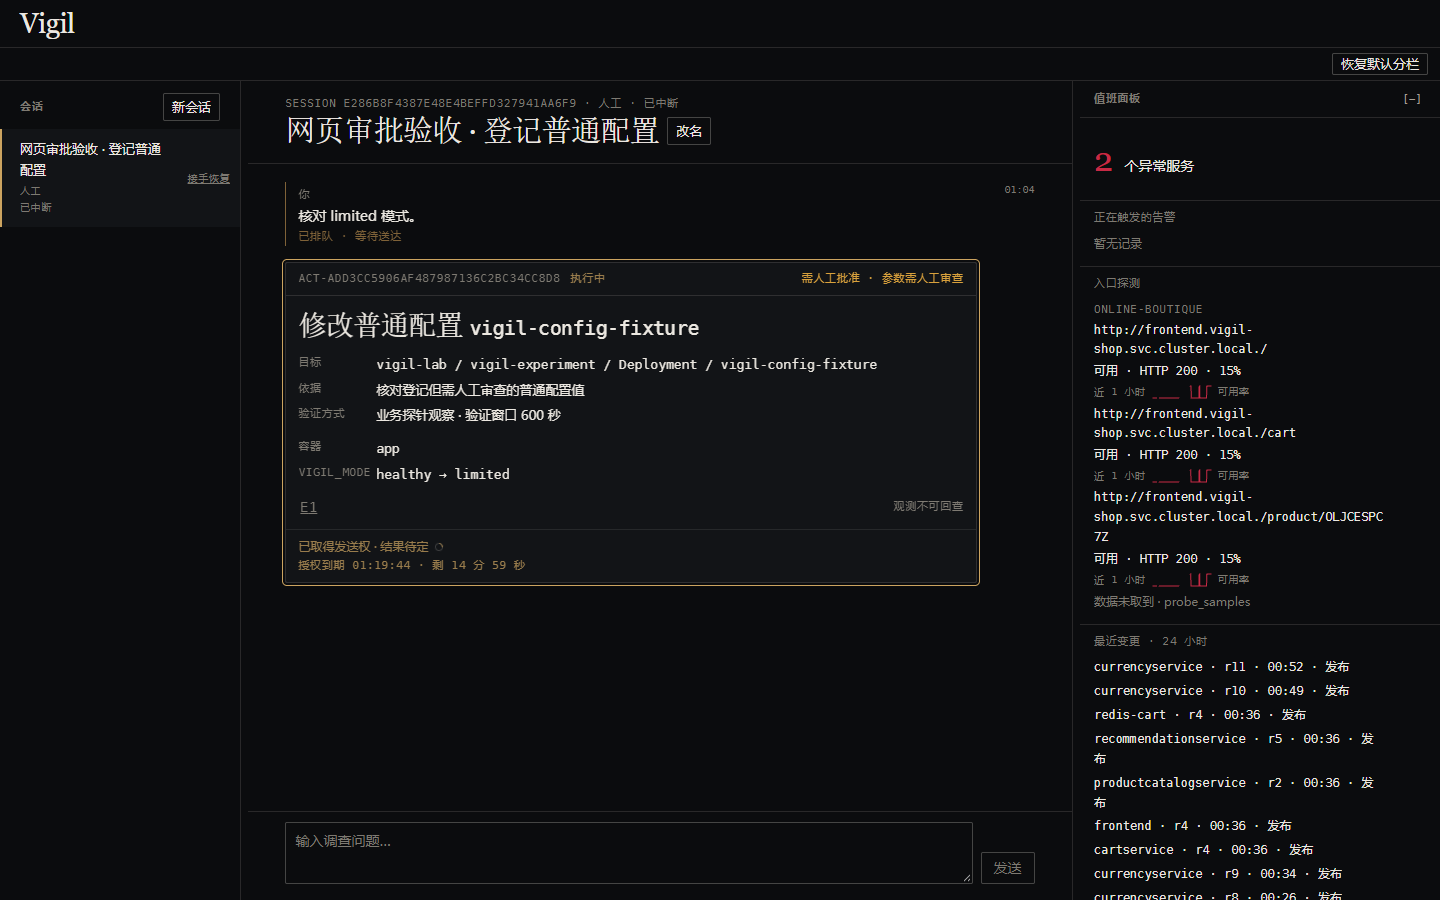 Vigil
恢复默认分栏
会话
新会话
网页审批验收 · 登记普通
配置
人工
已中断
接手恢复
SESSION E286B8F4387E48E4BEFFD327941AA6F9 · 人工 · 已中断
网页审批验收 · 登记普通配置
改名
你
01:04
核对 limited 模式。
已排队 · 等待送达
ACT-ADD3CC5906AF487987136C2BC34CC8D8 执行中
需人工批准 · 参数需人工审查
修改普通配置 vigil-config-fixture
目标 vigil-lab / vigil-experiment / Deployment / vigil-config-fixture
依据 核对登记但需人工审查的普通配置值
验证方式 业务探针观察 · 验证窗口 600 秒
容器 app
VIGIL_MODE healthy → limited
E1
观测不可回查
已取得发送权 · 结果待定
授权到期 01:19:44 · 剩 14 分 59 秒
输入调查问题...
发送
值班面板
[−]
2 个异常服务
正在触发的告警
暂无记录
入口探测
ONLINE-BOUTIQUE
http://frontend.vigil-
shop.svc.cluster.local./
可用 · HTTP 200 · 15%
近 1 小时 可用率
http://frontend.vigil-
shop.svc.cluster.local./cart
可用 · HTTP 200 · 15%
近 1 小时 可用率
http://frontend.vigil-
shop.svc.cluster.local./product/OLJCESPC
7Z
可用 · HTTP 200 · 15%
近 1 小时 可用率
数据未取到 · probe_samples
最近变更 · 24 小时
currencyservice · r11 · 00:52 · 发布
currencyservice · r10 · 00:49 · 发布
redis-cart · r4 · 00:36 · 发布
recommendationservice · r5 · 00:36 · 发
布
productcatalogservice · r2 · 00:36 · 发
布
frontend · r4 · 00:36 · 发布
cartservice · r4 · 00:36 · 发布
currencyservice · r9 · 00:34 · 发布
currencyservice · r8 · 00:26 · 发布